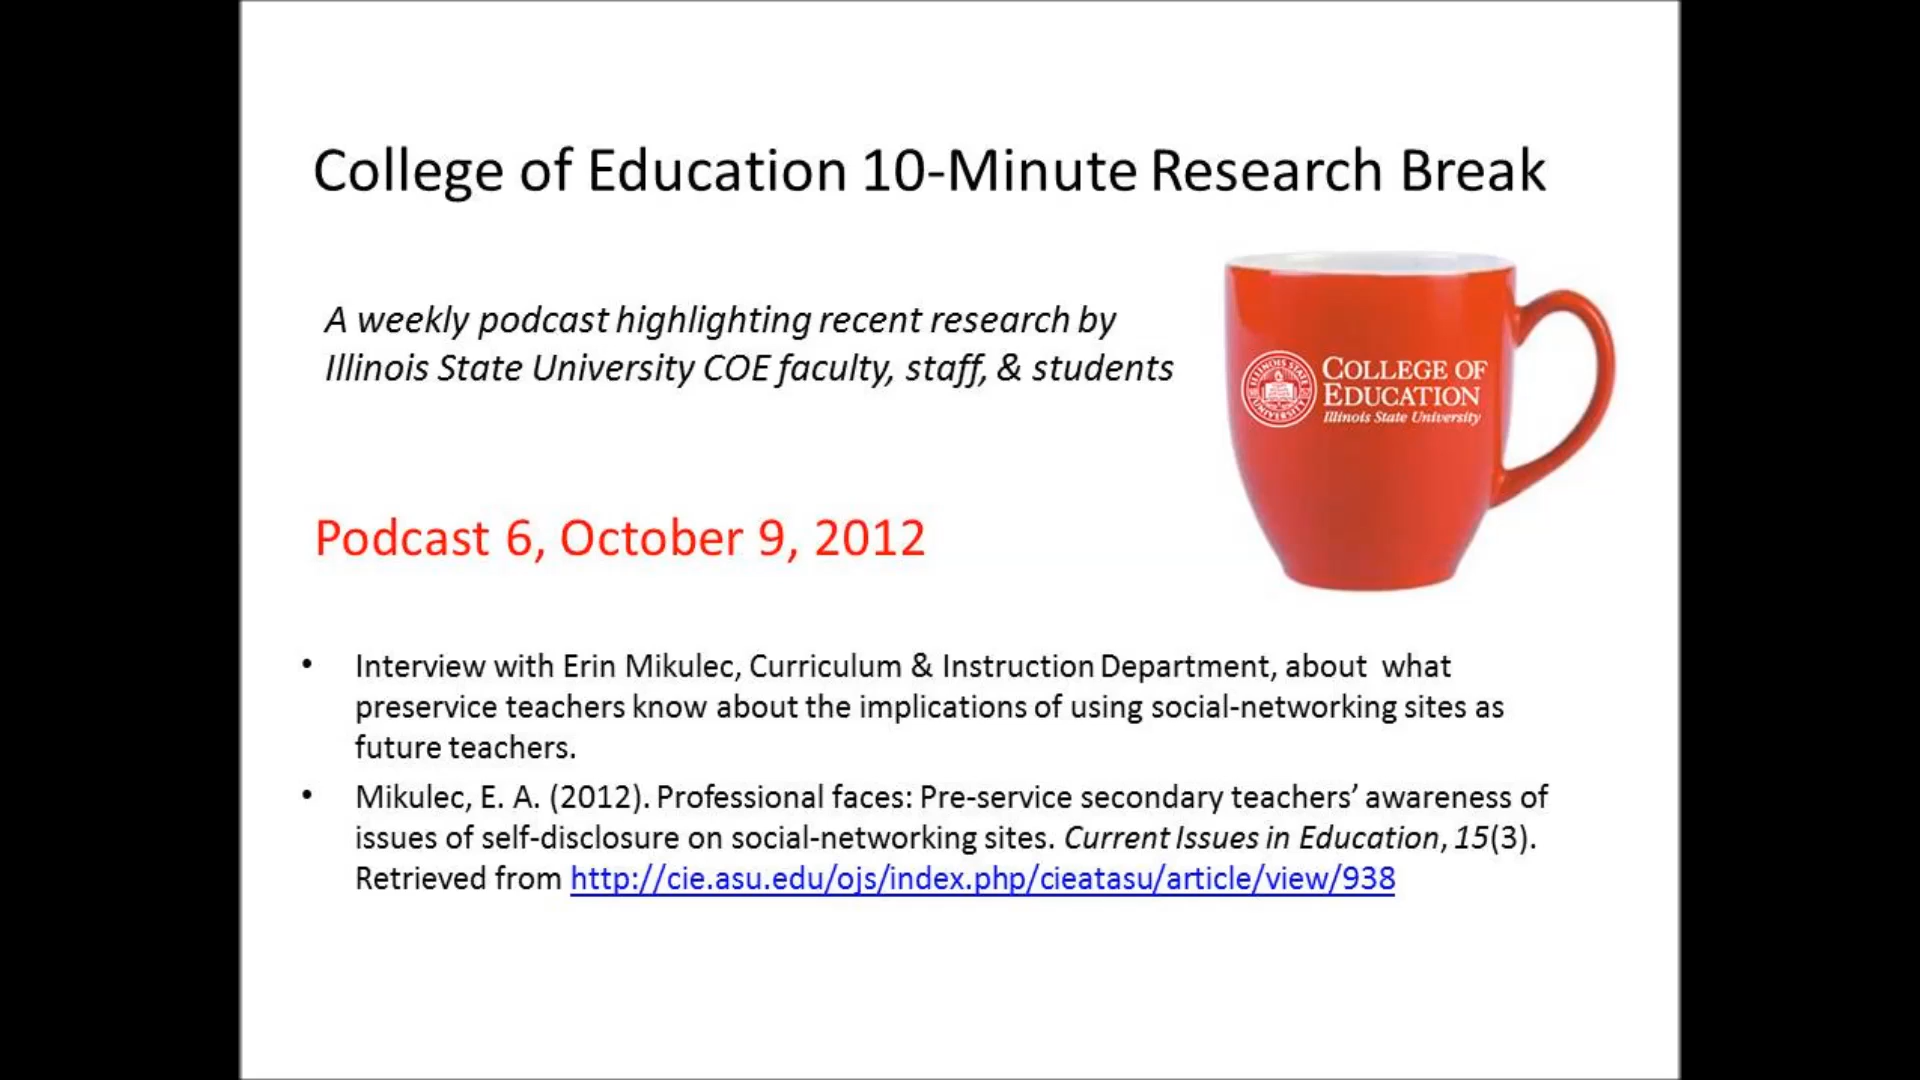 College of Education 10-Minute Research Break
A weekly podcast highlighting recent research by
Illinois State University COE faculty, staff, & students
ILLINOIS STATE UNIVERSITY
COLLEGE OF
EDUCATION
Illinois State University
Podcast 6, October 9, 2012
• Interview with Erin Mikulec, Curriculum & Instruction Department, about what
preservice teachers know about the implications of using social-networking sites as
future teachers.
• Mikulec, E. A. (2012). Professional faces: Pre-service secondary teachers’ awareness of
issues of self-disclosure on social-networking sites. Current Issues in Education, 15(3).
Retrieved from http://cie.asu.edu/ojs/index.php/cieatasu/article/view/938